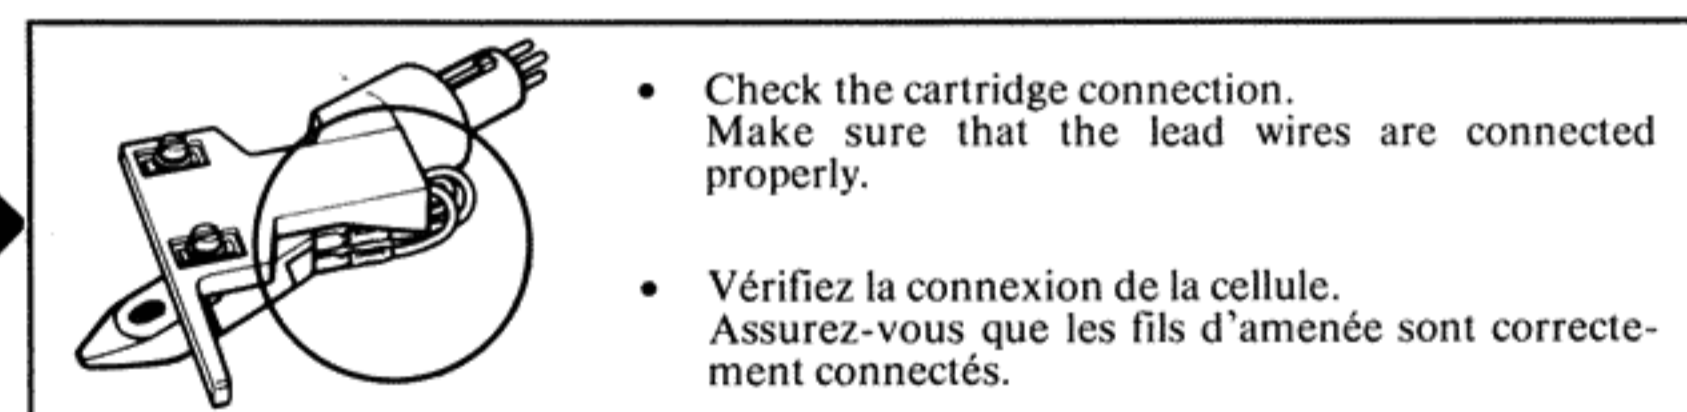 • Check the cartridge connection.
Make sure that the lead wires are connected
properly.
• Vérifiez la connexion de la cellule.
Assurez-vous que les fils d'amenée sont correcte-
ment connectés.